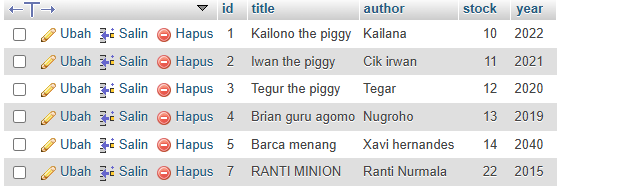 id title author stock year
Ubah Salin Hapus 1 Kailono the piggy Kailana 10 2022
Ubah Salin Hapus 2 Iwan the piggy Cik irwan 11 2021
Ubah Salin Hapus 3 Tegur the piggy Tegar 12 2020
Ubah Salin Hapus 4 Brian guru agomo Nugroho 13 2019
Ubah Salin Hapus 5 Barca menang Xavi hernandes 14 2040
Ubah Salin Hapus 7 RANTI MINION Ranti Nurmala 22 2015